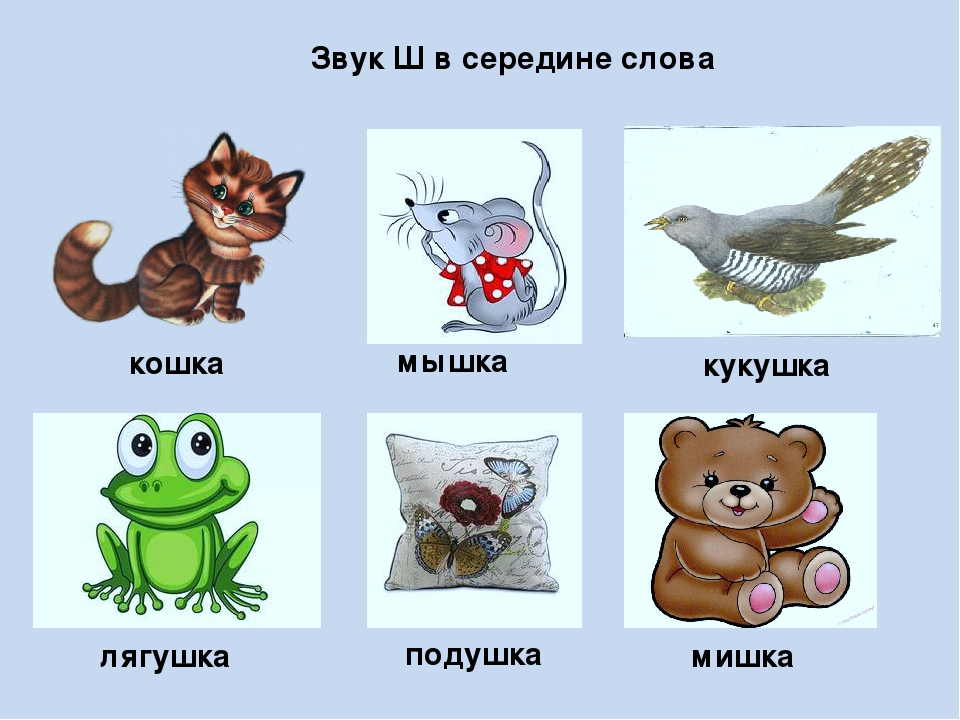 Звук Ш в середине слова
кошка
мышка
кукушка
лягушка
подушка
мишка